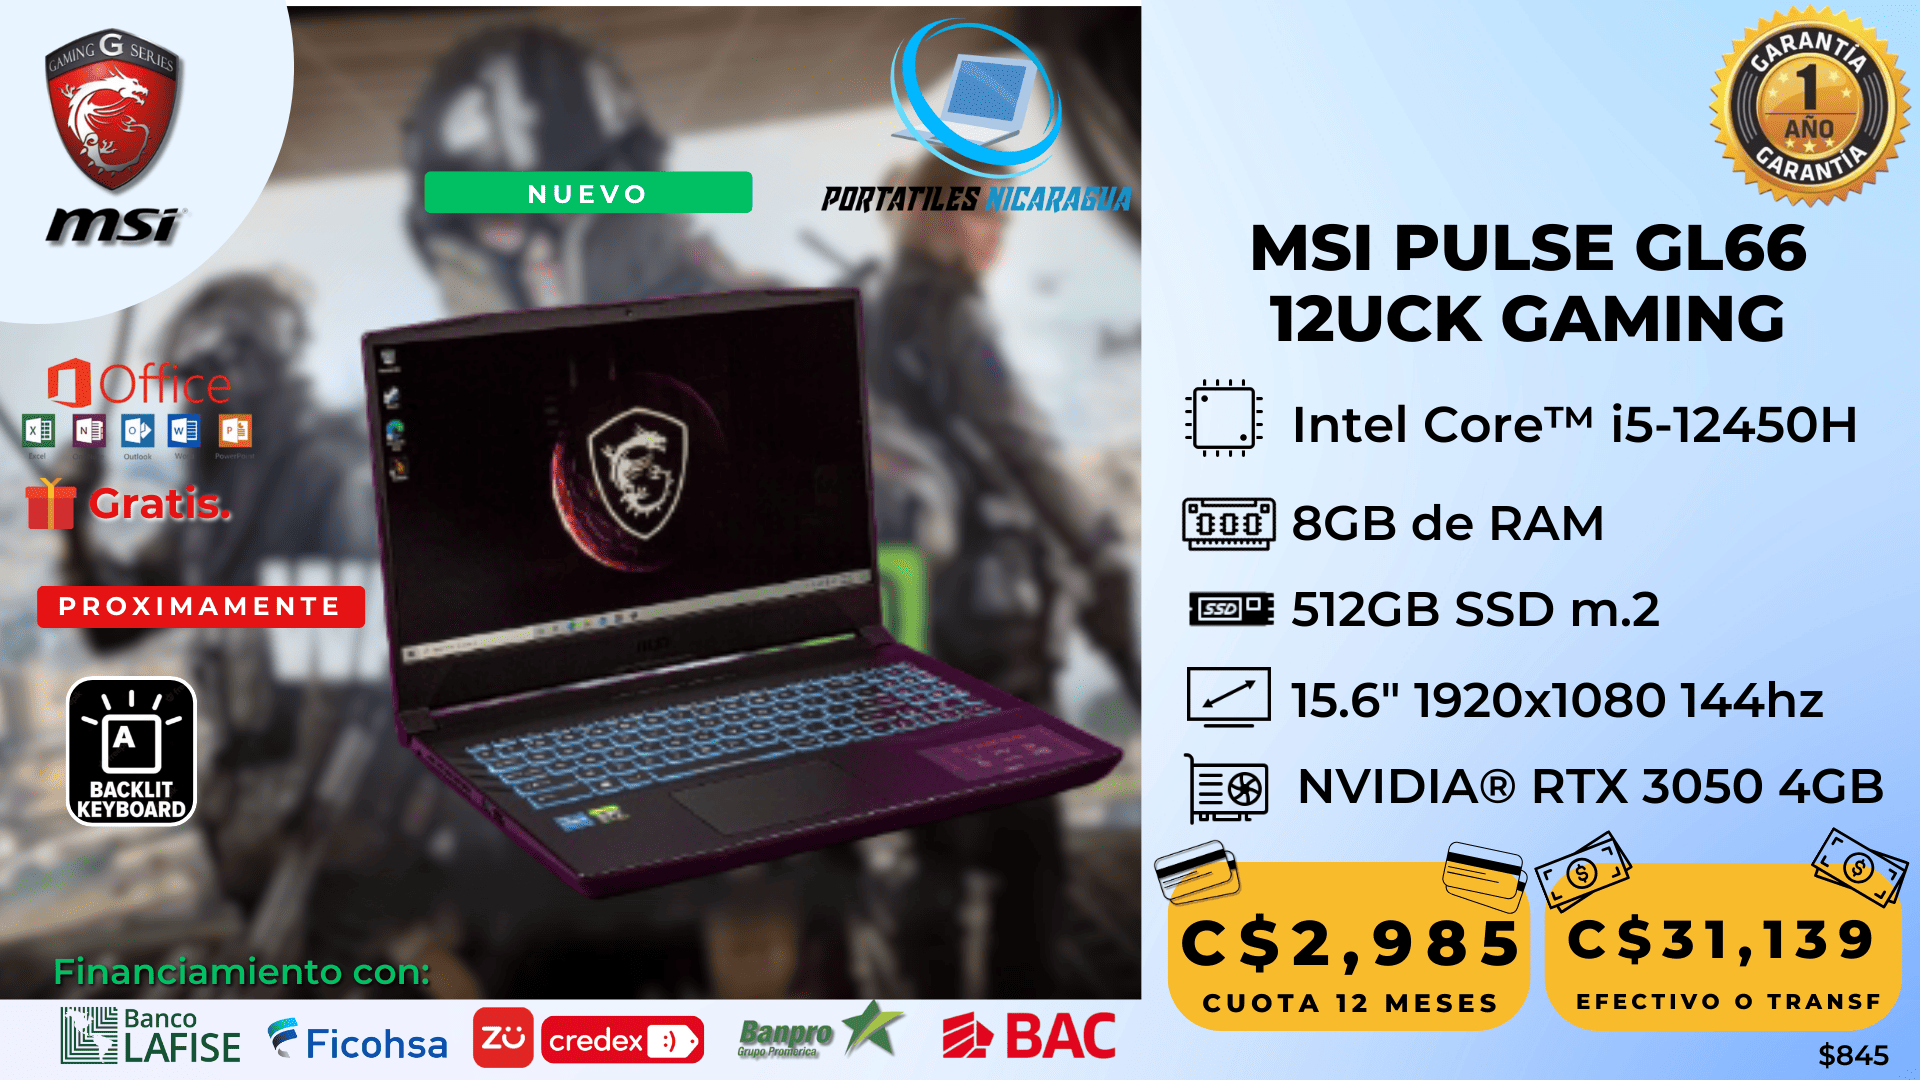 GAMING G SERIES
msi
NUEVO
PORTATILES NICARAGUA
GARANTÍA
1
AÑO
GARANTÍA
MSI PULSE GL66
12UCK GAMING
Office
Excel
Outlook
Gratis.
PROXIMAMENTE
A
BACKLIT
KEYBOARD
msi
Intel Core™ i5-12450H
8GB de RAM
SSD
512GB SSD m.2
15.6" 1920x1080 144hz
NVIDIA® RTX 3050 4GB
C$2,985
CUOTA 12 MESES
C$31,139
EFECTIVO O TRANSF
$845
Financiamiento con:
Banco
LAFISE
Ficohsa
zü
credex :)
Banpro
Grupo Promerica
BAC